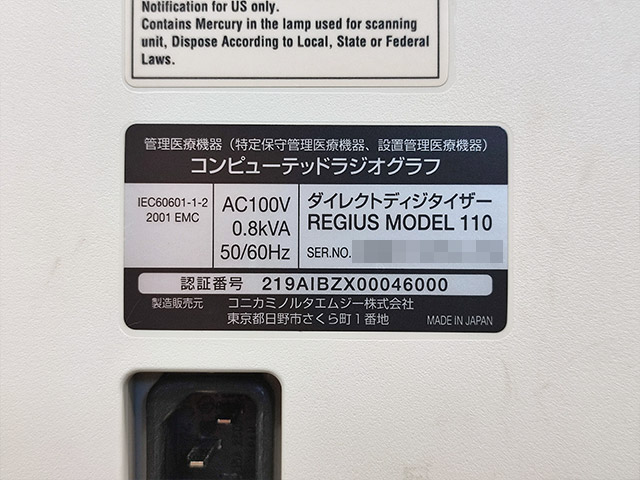 Notification for US only.
Contains Mercury in the lamp used for scanning
unit, Dispose According to Local, State or Federal
Laws.
管理医療機器（特定保守管理医療機器、設置管理医療機器）
コンピューテッドラジオグラフ
IEC60601-1-2
2001 EMC
AC100V
0.8kVA
50/60Hz
ダイレクトディジタイザー
REGIUS MODEL 110
SER.NO.
認証番号 219AIBZX00046000
製造販売元 コニカミノルタエムジー株式会社
東京都日野市さくら町1番地
MADE IN JAPAN